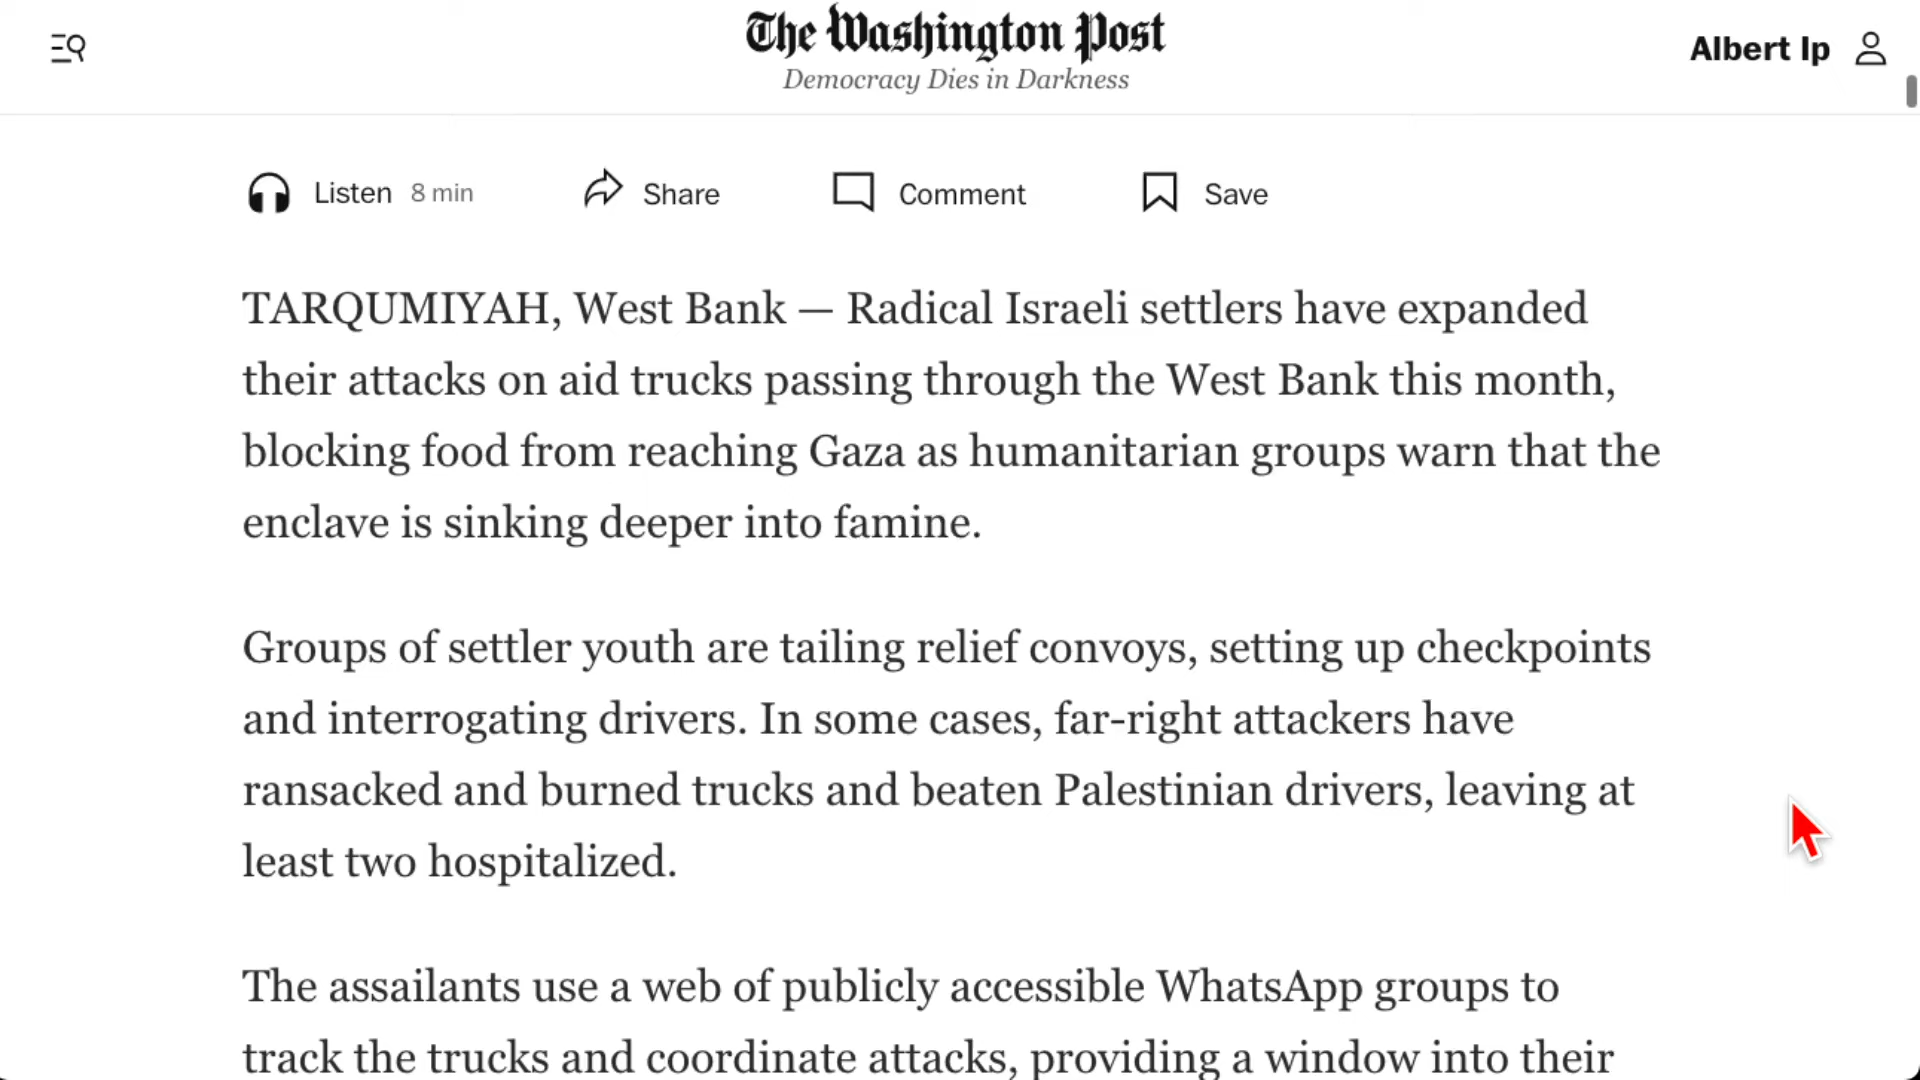 The Washington Post
Democracy Dies in Darkness
Albert Ip
Listen 8 min Share Comment Save
TARQUMIYAH, West Bank — Radical Israeli settlers have expanded
their attacks on aid trucks passing through the West Bank this month,
blocking food from reaching Gaza as humanitarian groups warn that the
enclave is sinking deeper into famine.
Groups of settler youth are tailing relief convoys, setting up checkpoints
and interrogating drivers. In some cases, far-right attackers have
ransacked and burned trucks and beaten Palestinian drivers, leaving at
least two hospitalized.
The assailants use a web of publicly accessible WhatsApp groups to
track the trucks and coordinate attacks, providing a window into their